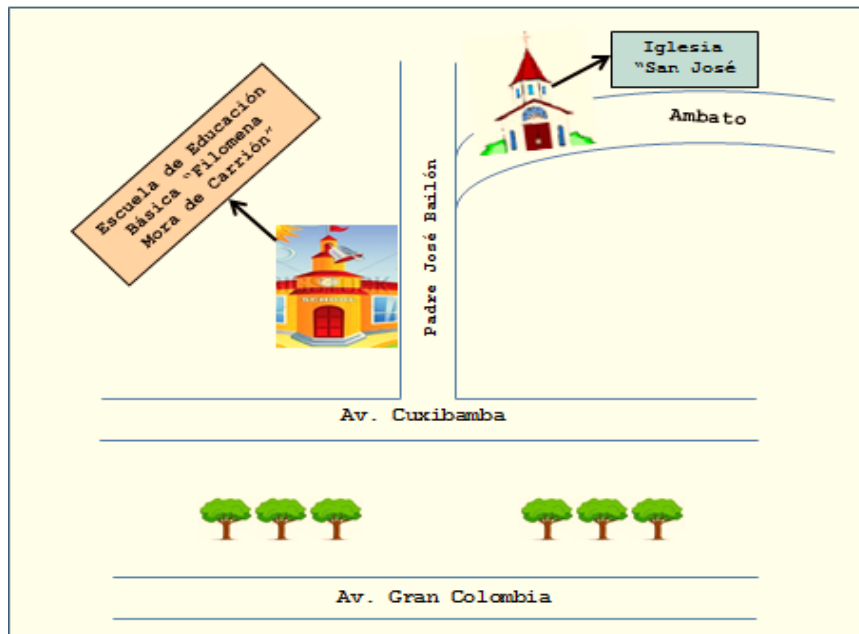 Iglesia
“San José
Ambato
Escuela de Educación
Básica “Filomena
Mora de Carrión”
Padre José Bailón
Av. Cuxibamba
Av. Gran Colombia